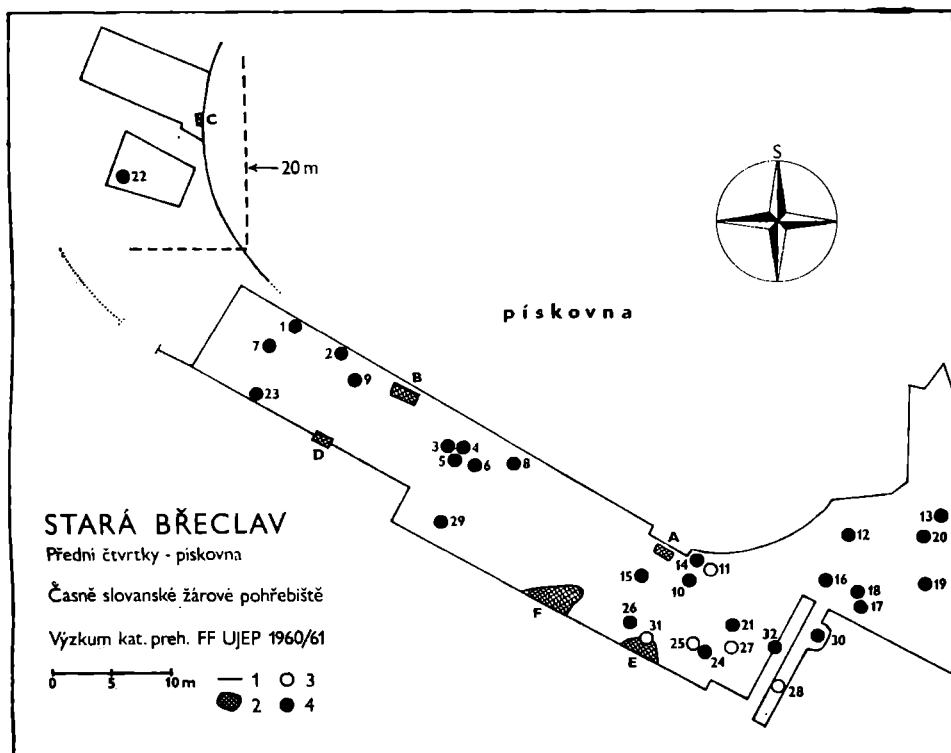 C
22
20 m
S
pískovna
1
7
2
9
B
23
D
3
4
5
6
8
29
A
14
11
10
15
12
13
20
16
18
17
19
F
26
31
E
25
24
21
27
32
30
28
STARÁ BŘECLAV
Přední čtvrtky - pískovna
Časně slovanské žárové pohřebiště
Výzkum kat. preh. FF UJEP 1960/61
0 5 10 m
1 3
2 4